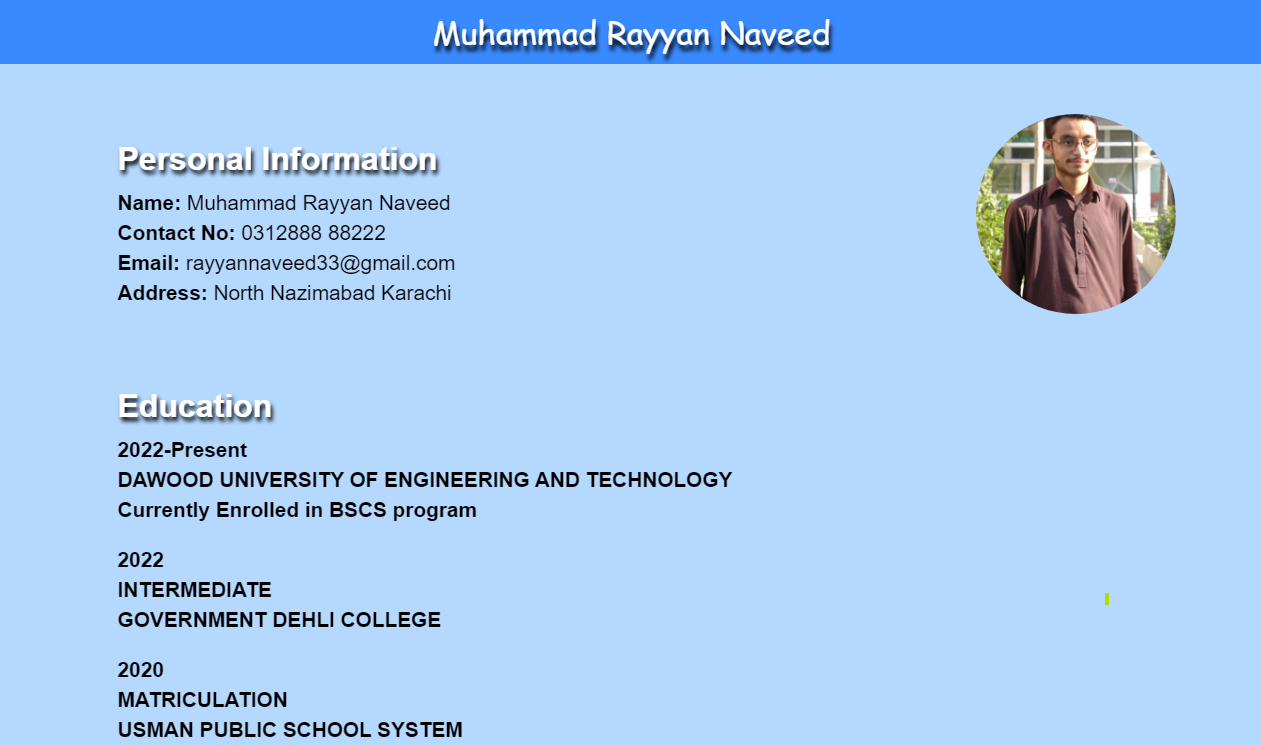 Muhammad Rayyan Naveed
Personal Information
Name: Muhammad Rayyan Naveed
Contact No: 0312888 88222
Email: rayyannaveed33@gmail.com
Address: North Nazimabad Karachi
Education
2022-Present
DAWOOD UNIVERSITY OF ENGINEERING AND TECHNOLOGY
Currently Enrolled in BSCS program
2022
INTERMEDIATE
GOVERNMENT DEHLI COLLEGE
2020
MATRICULATION
USMAN PUBLIC SCHOOL SYSTEM